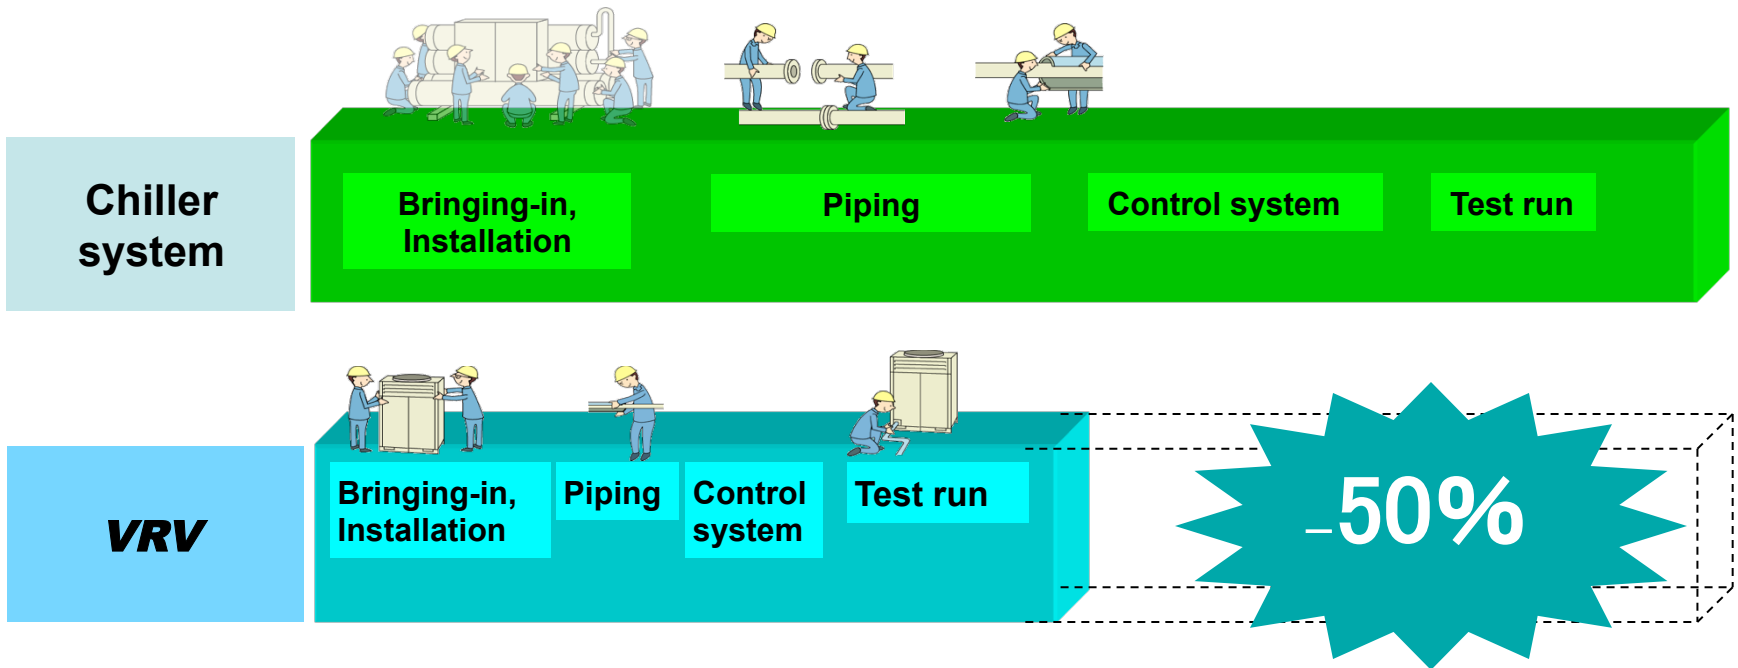 Chiller
system
Bringing-in,
Installation
Piping
Control system
Test run
VRV
Bringing-in,
Installation
Piping
Control
system
Test run
–50%